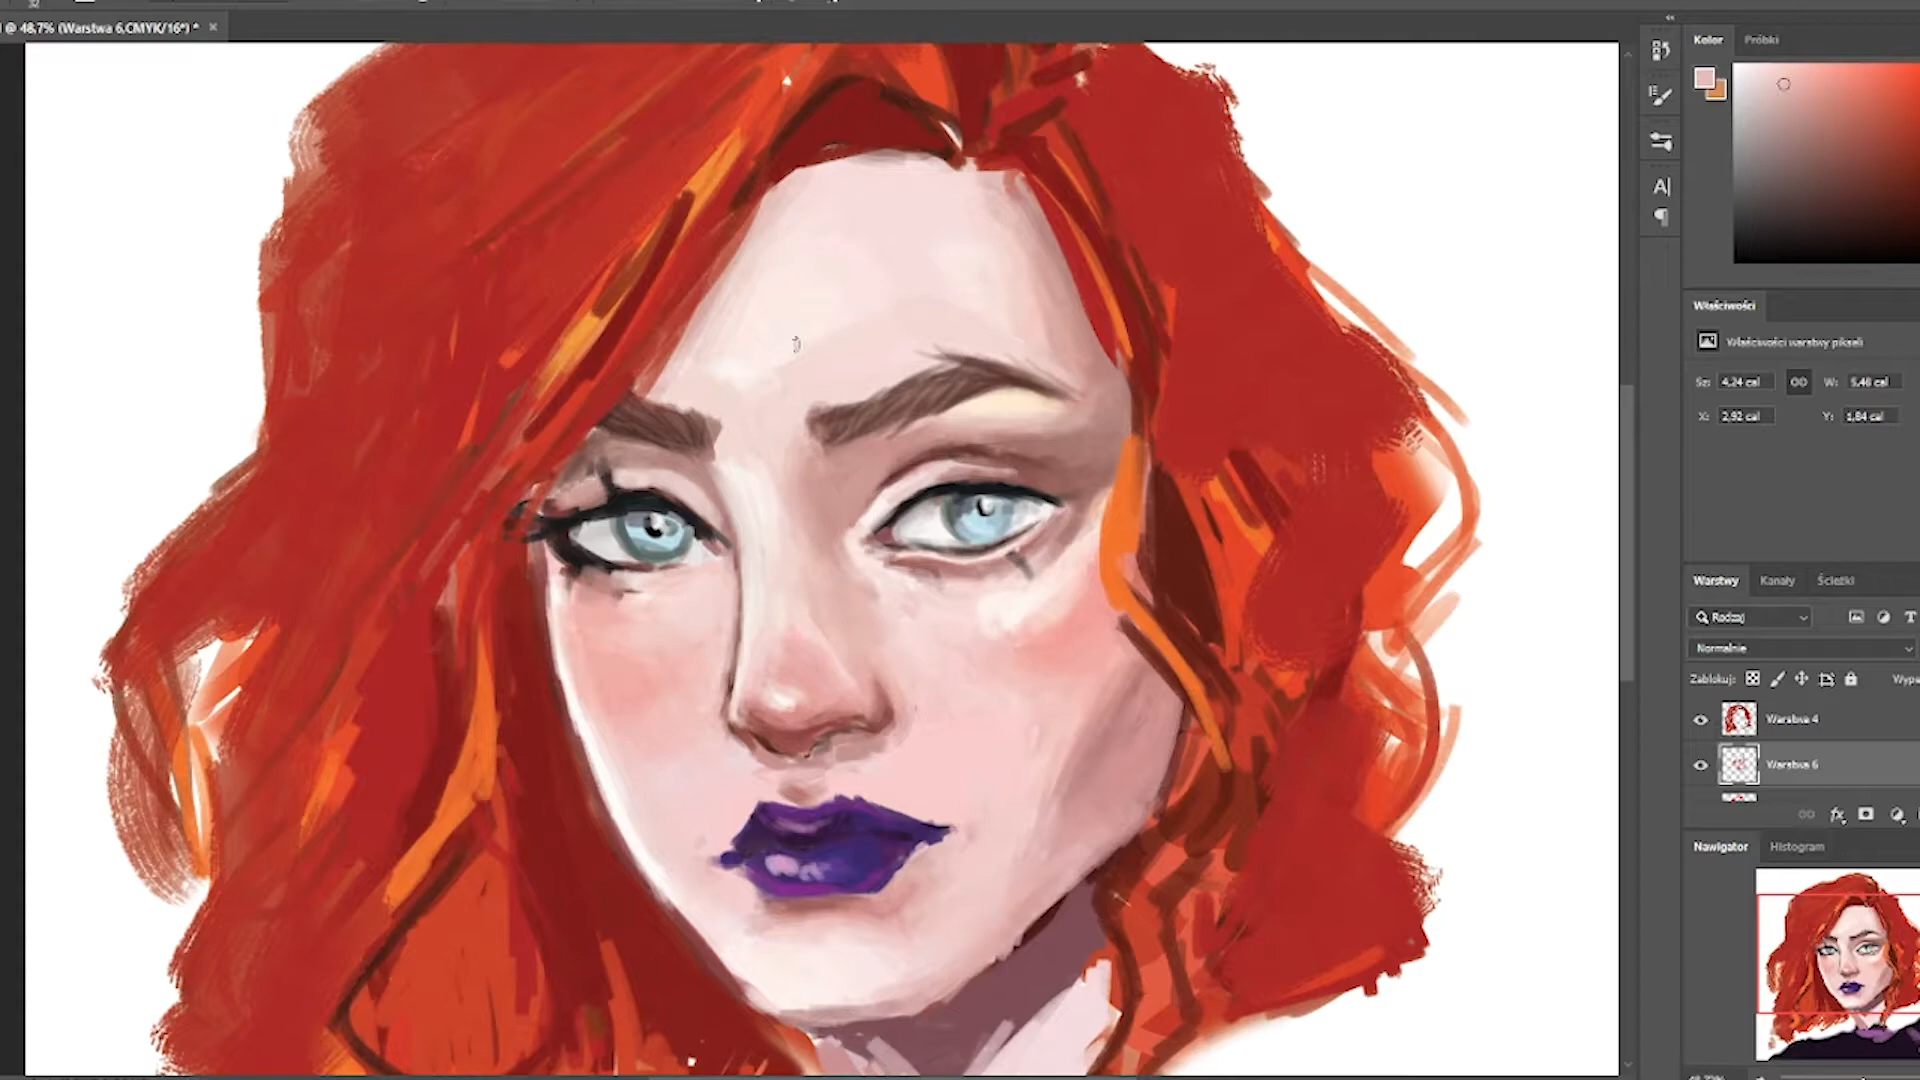 @ 48,7% (Warstwa 6,CMYK/16*) * ×
Kolor Próbki
Właściwości
Właściwości warstwy pikseli
Sz: 4,24 cal W: 5,48 cal
X: 2,92 cal Y: 1,84 cal
Warstwy Kanały Ścieżki
Rodzaj
Normalnie
Zablokuj:
Warstwa 4
Warstwa 6
fx
Nawigator Histogram